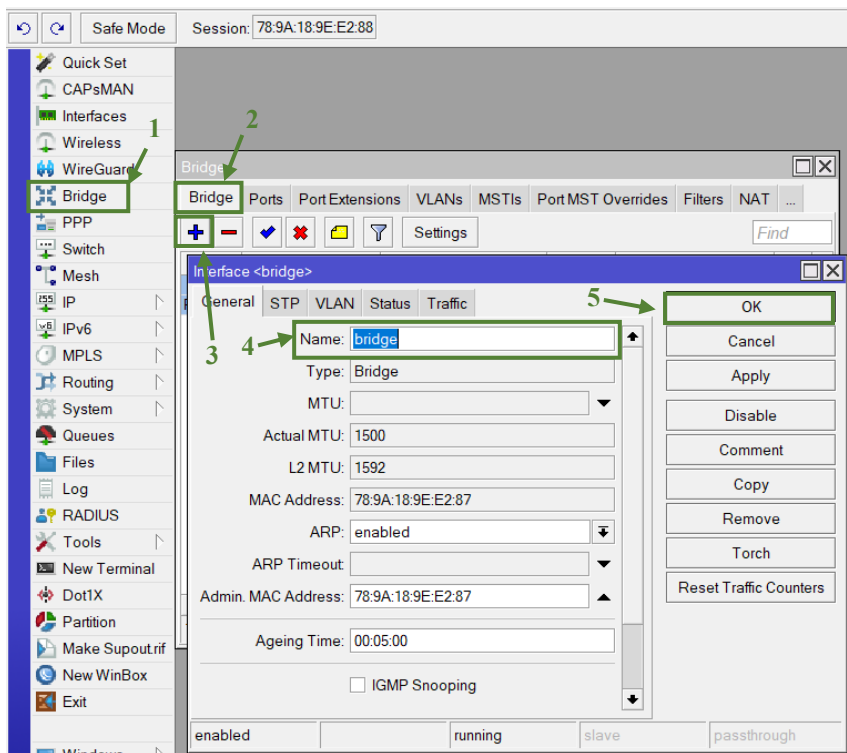 Safe Mode Session: 78:9A:18:9E:E2:88
Quick Set
CAPsMAN
Interfaces
Wireless
WireGuard
Bridge
PPP
Switch
Mesh
IP
IPv6
MPLS
Routing
System
Queues
Files
Log
RADIUS
Tools
New Terminal
Dot1X
Partition
Make Supout.rif
New WinBox
Exit
1
2
Bridge
Bridge Ports Port Extensions VLANs MSTIs Port MST Overrides Filters NAT ...
Settings Find
Interface <bridge>
General STP VLAN Status Traffic
3
4
5
Name: bridge
Type: Bridge
MTU:
Actual MTU: 1500
L2 MTU: 1592
MAC Address: 78:9A:18:9E:E2:87
ARP: enabled
ARP Timeout
Admin. MAC Address: 78:9A:18:9E:E2:87
Ageing Time: 00:05:00
IGMP Snooping
OK
Cancel
Apply
Disable
Comment
Copy
Remove
Torch
Reset Traffic Counters
enabled running slave passthrough